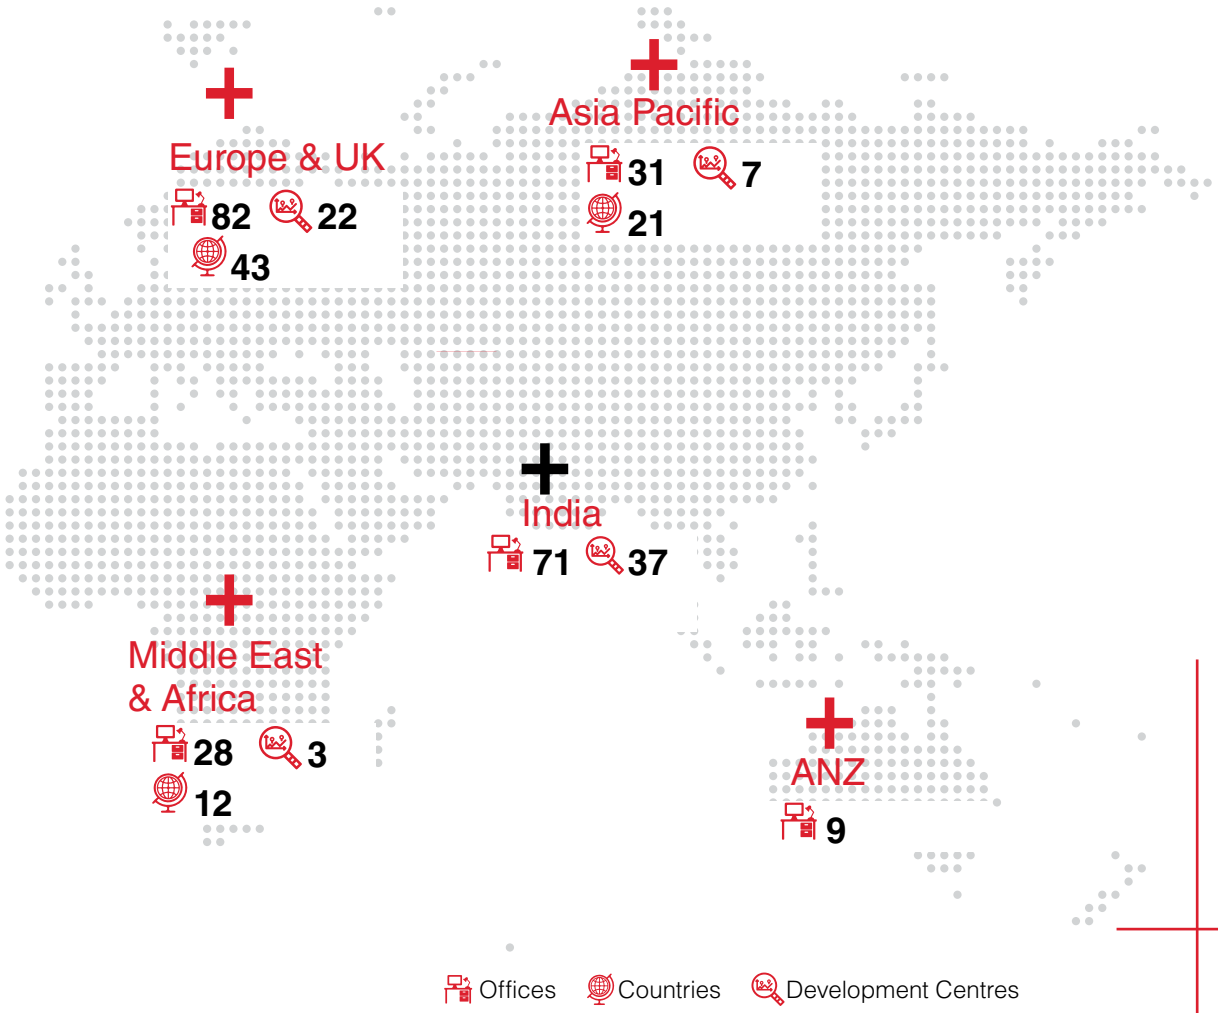 Asia Pacific
31 7
21
Europe & UK
82 22
43
India
71 37
Middle East
& Africa
28 3
12
ANZ
9
Offices Countries Development Centres